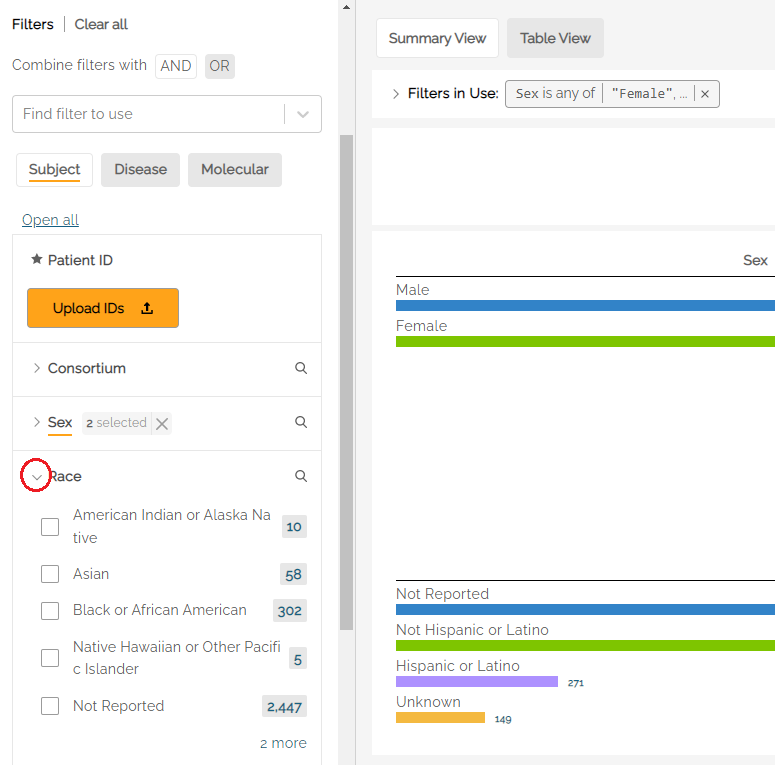 Filters | Clear all
Combine filters with AND OR
Find filter to use
Subject Disease Molecular
Open all
Patient ID
Upload IDs
Consortium
Sex 2 selected
Race
American Indian or Alaska Na
tive 10
Asian 58
Black or African American 302
Native Hawaiian or Other Pacifi
c Islander 5
Not Reported 2,447
2 more
Summary View Table View
Filters in Use: Sex is any of "Female", ...
Sex
Male
Female
Not Reported
Not Hispanic or Latino
Hispanic or Latino
271
Unknown
149